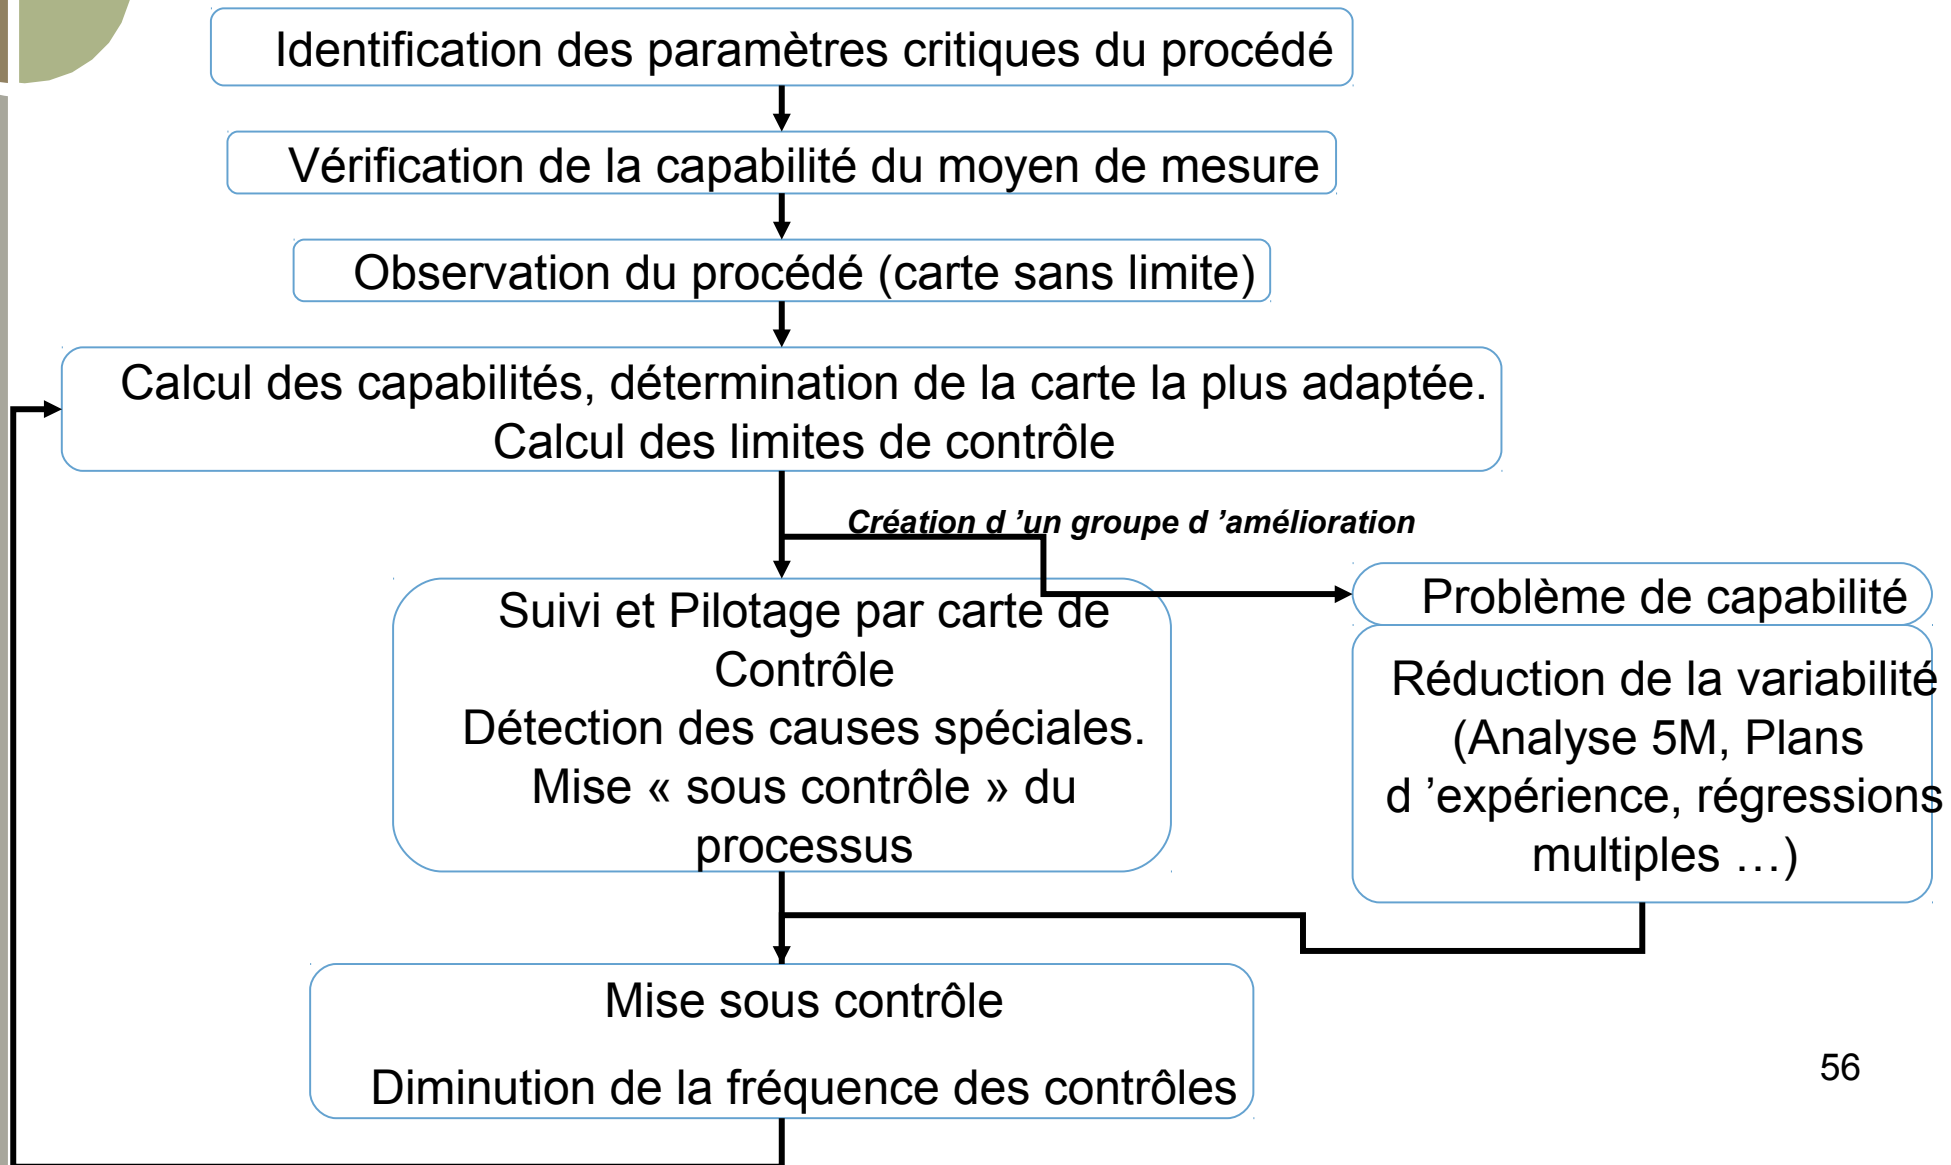 Identification des paramètres critiques du procédé
Vérification de la capabilité du moyen de mesure
Observation du procédé (carte sans limite)
Calcul des capabilités, détermination de la carte la plus adaptée.
Calcul des limites de contrôle
Création d ’un groupe d ’amélioration
Suivi et Pilotage par carte de
Contrôle
Détection des causes spéciales.
Mise « sous contrôle » du
processus
Problème de capabilité
Réduction de la variabilité
(Analyse 5M, Plans
d ’expérience, régressions
multiples …)
Mise sous contrôle
Diminution de la fréquence des contrôles
56